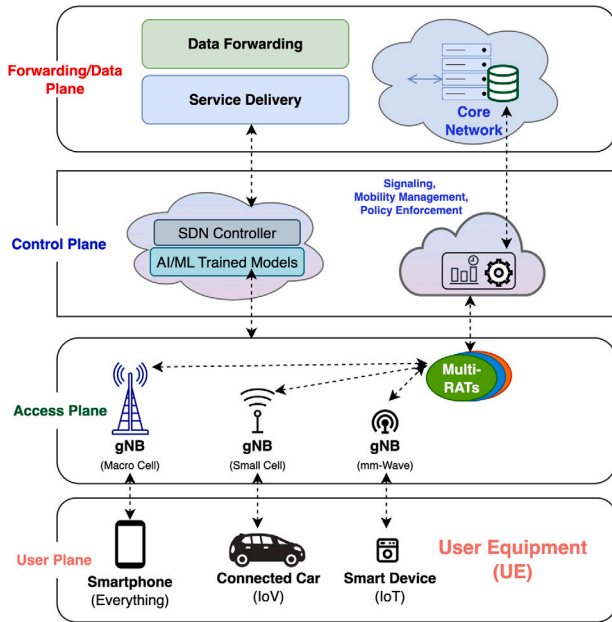 Forwarding/Data
Plane
Data Forwarding
Service Delivery
Core
Network
Control Plane
Signaling,
Mobility Management,
Policy Enforcement
SDN Controller
AI/ML Trained Models
Access Plane
Multi-
RATs
gNB
(Macro Cell)
gNB
(Small Cell)
gNB
(mm-Wave)
User Plane
Smartphone
(Everything)
Connected Car
(IoV)
Smart Device
(IoT)
User Equipment
(UE)